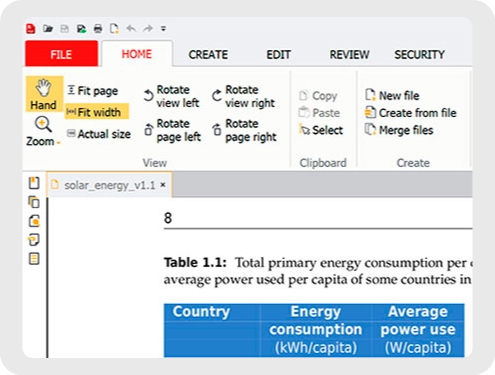 FILE HOME CREATE EDIT REVIEW SECURITY
Hand
Zoom
Fit page
Fit width
Actual size
Rotate
view left
Rotate
view right
Rotate
page left
Rotate
page right
View
Copy
Paste
Select
Clipboard
New file
Create from file
Merge files
Create
solar_energy_v1.1 ×
8
Table 1.1: Total primary energy consumption per
average power used per capita of some countries in
Country Energy Average
consumption power use
(kWh/capita) (W/capita)